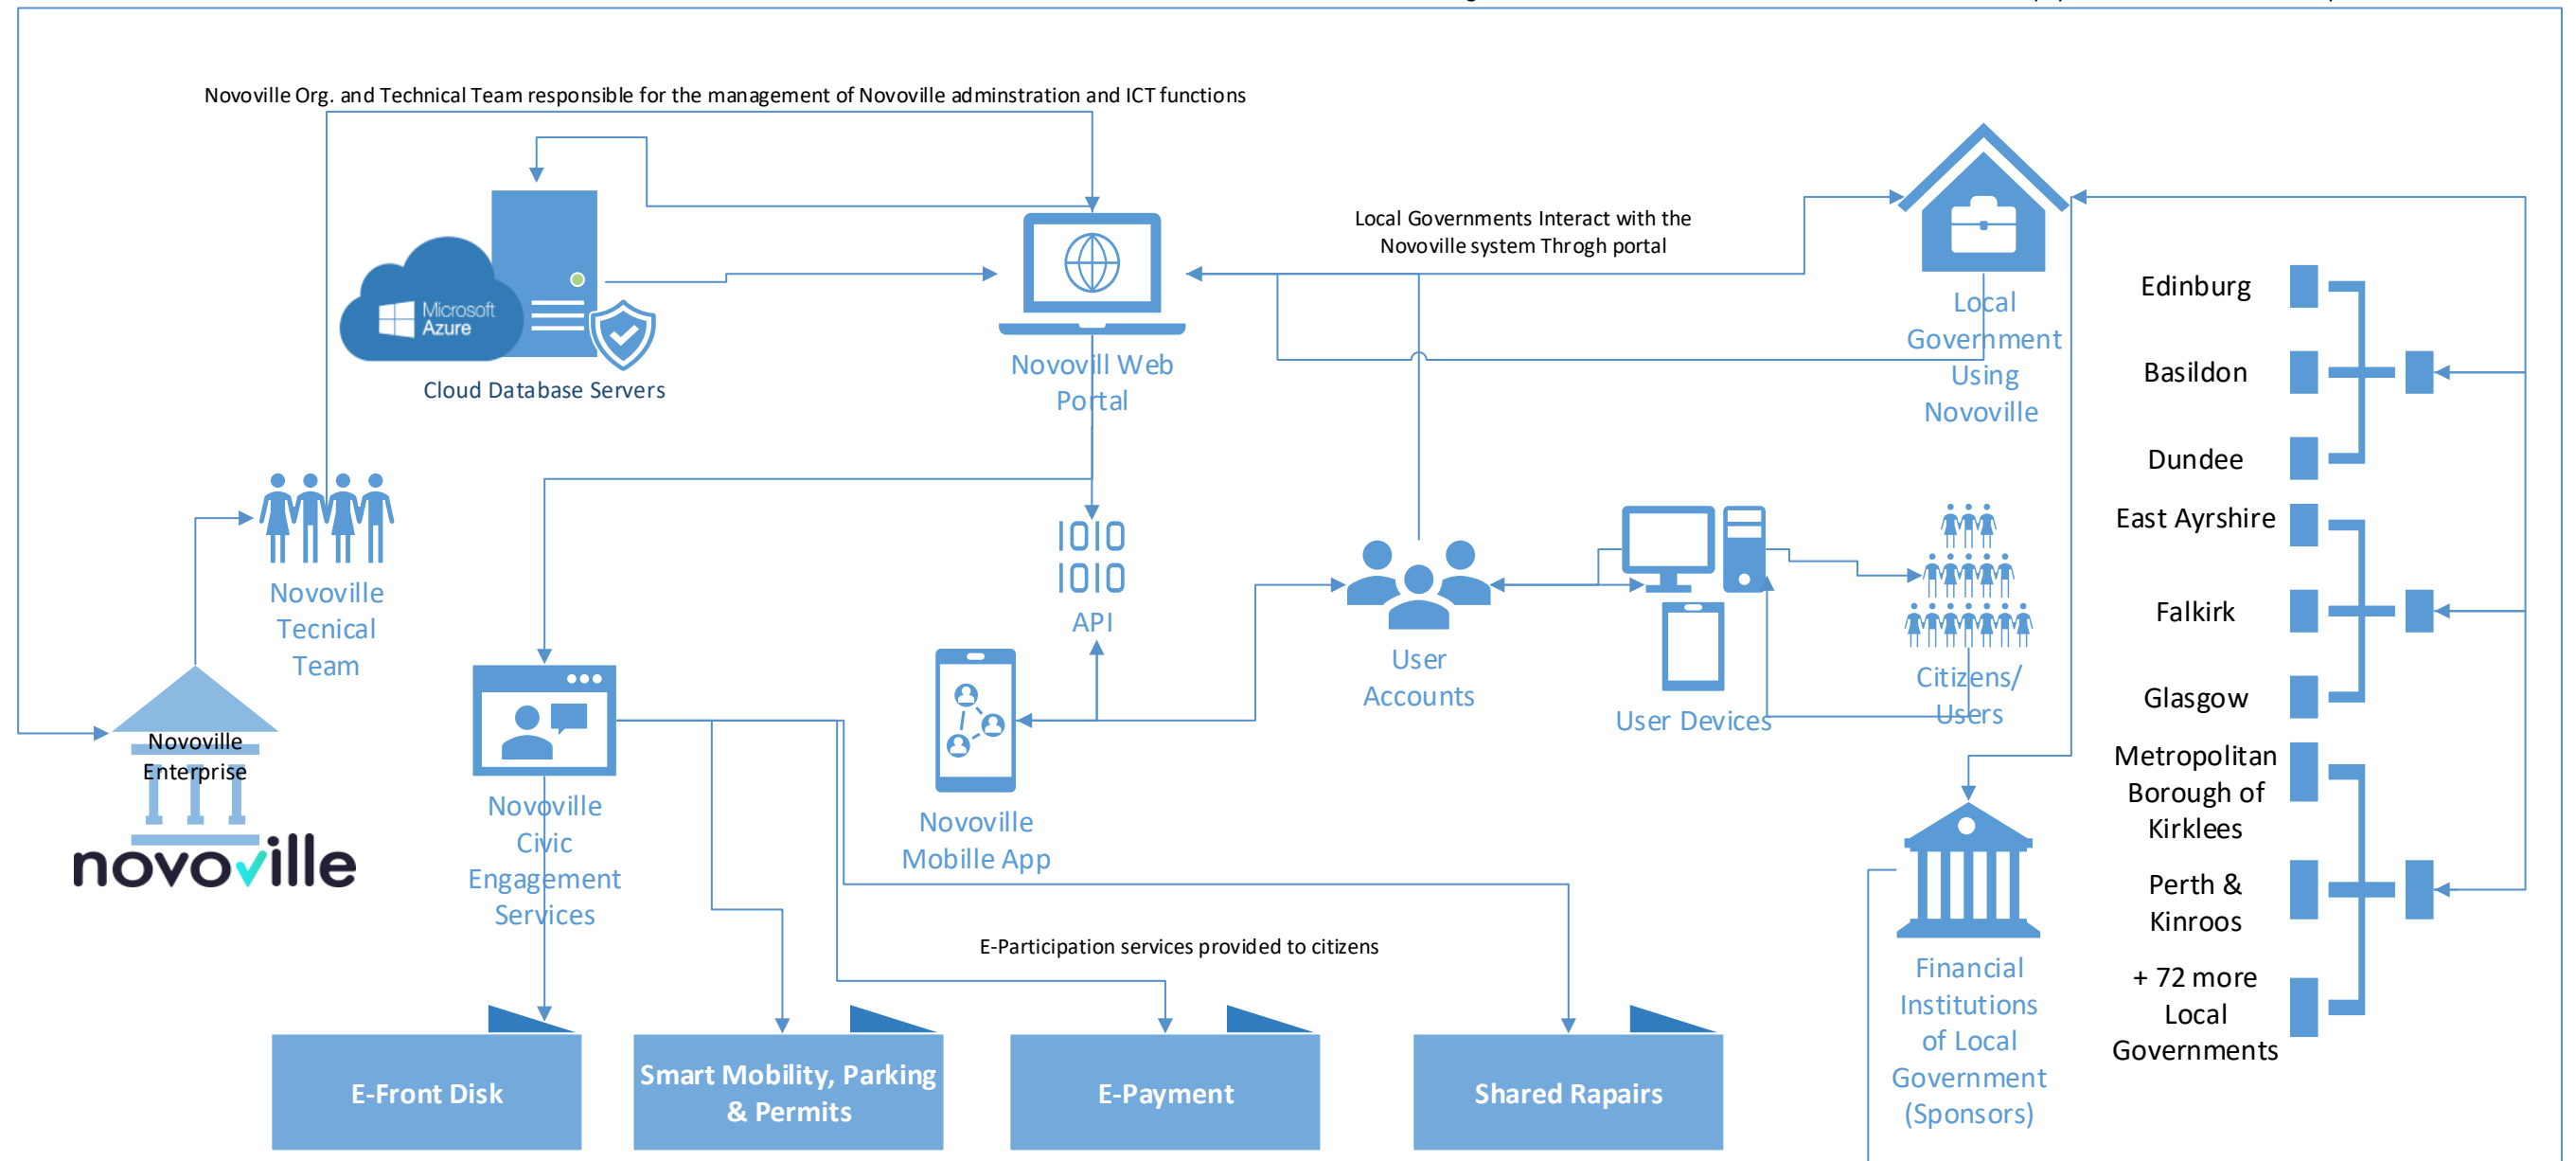 Novoville Org. and Technical Team responsible for the management of Novoville adminstration and ICT functions
Local Governments Interact with the
Novoville system Throgh portal
Microsoft
Azure
Cloud Database Servers
Novovill Web
Portal
Local
Government
Using
Novoville
Edinburg
Basildon
Dundee
East Ayrshire
Falkirk
Glasgow
Metropolitan
Borough of
Kirklees
Perth &
Kinroos
+ 72 more
Local
Governments
Novoville
Tecnical
Team
IOIO
IOIO
API
User
Accounts
User Devices
Citizens/
Users
Novoville
Enterprise
novoville
Novoville
Civic
Engagement
Services
Novoville
Mobille App
E-Participation services provided to citizens
Financial
Institutions
of Local
Government
(Sponsors)
E-Front Disk
Smart Mobility, Parking
& Permits
E-Payment
Shared Rapairs